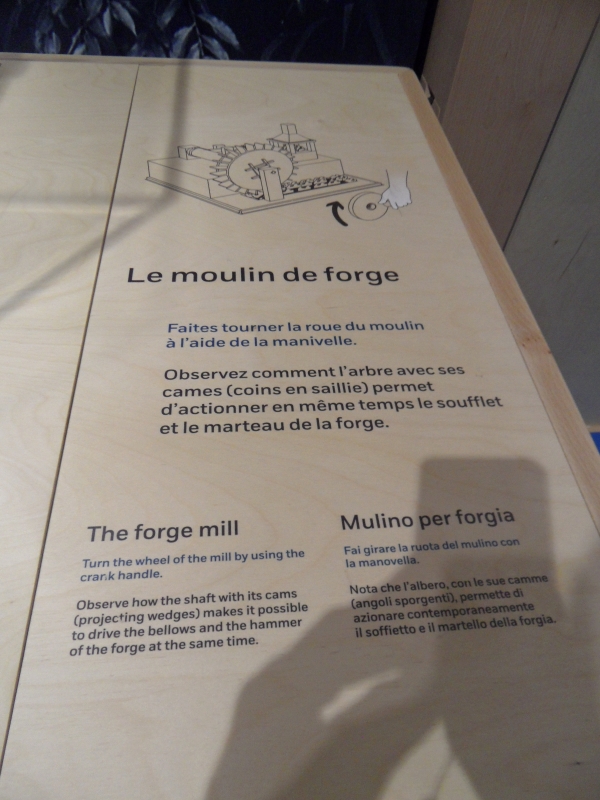 Le moulin de forge
Faites tourner la roue du moulin
à l'aide de la manivelle.
Observez comment l'arbre avec ses
cames (coins en saillie) permet
d'actionner en même temps le soufflet
et le marteau de la forge.
The forge mill
Turn the wheel of the mill by using the
crank handle.
Observe how the shaft with its cams
(projecting wedges) makes it possible
to drive the bellows and the hammer
of the forge at the same time.
Mulino per forgia
Fai girare la ruota del mulino con
la manovella.
Nota che l'albero, con le sue camme
(angoli sporgenti), permette di
azionare contemporaneamente
il soffietto e il martello della forgia.